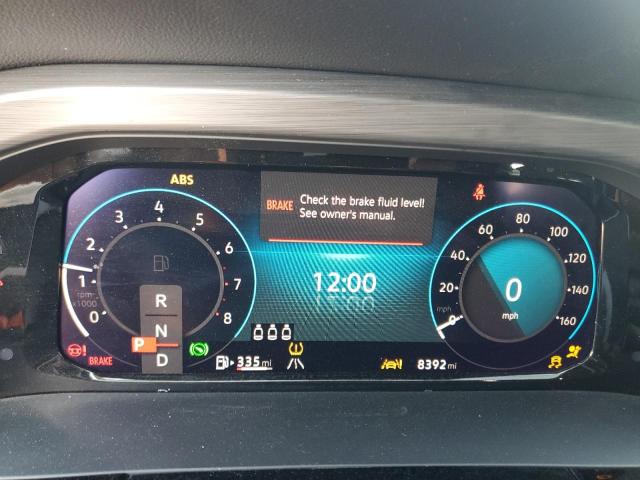 ABS
BRAKE Check the brake fluid level!
See owner's manual.
0 1 2 3 4 5 6 7 8
rpm
x1000
12:00
0 20 40 60 80 100 120 140 160
mph
0
mph
P
R
N
D
BRAKE
335 mi
8392 mi